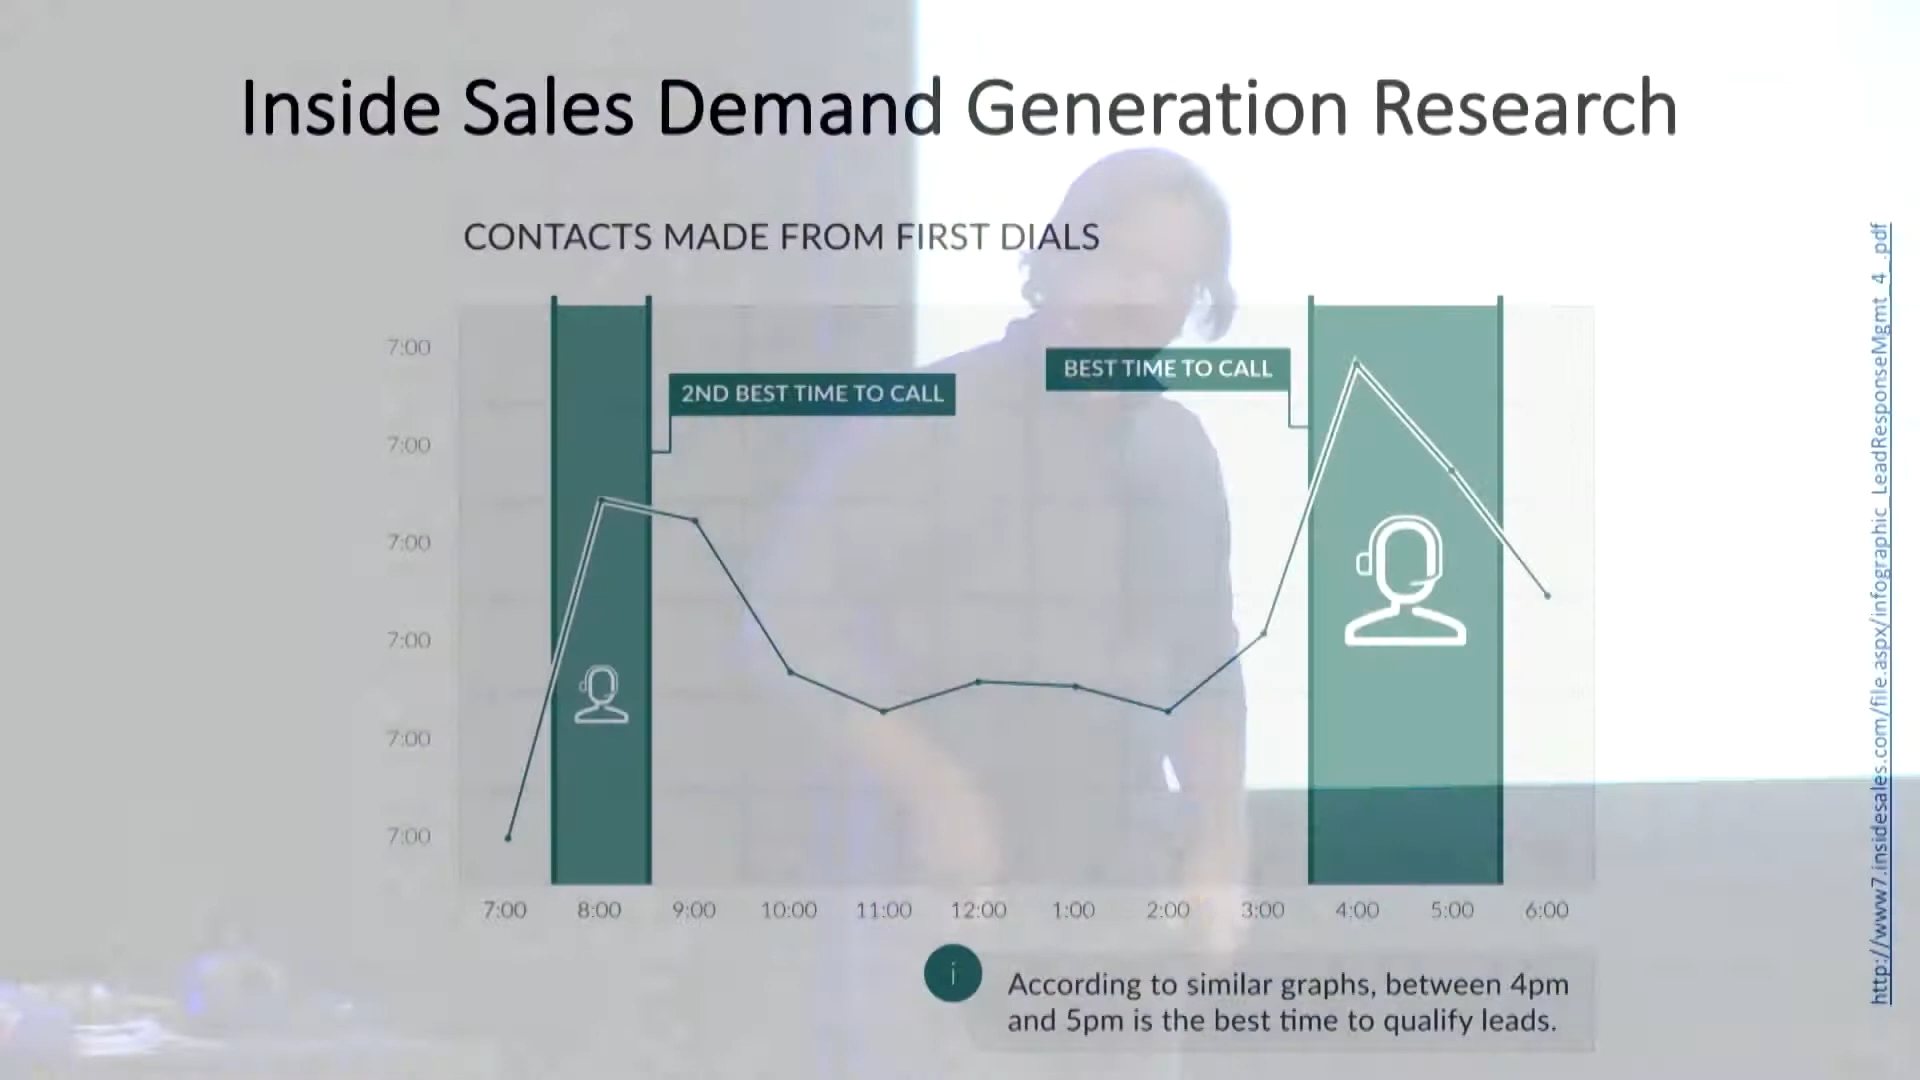 Inside Sales Demand Generation Research
CONTACTS MADE FROM FIRST DIALS
7:00
BEST TIME TO CALL
2ND BEST TIME TO CALL
7:00
7:00
7:00
7:00
7:00
7:00 8:00 9:00 10:00 11:00 12:00 1:00 2:00 3:00 4:00 5:00 6:00
i
According to similar graphs, between 4pm
and 5pm is the best time to qualify leads.
http://ww7.insidesales.com/file.aspx/infographic_LeadResponseMgmt_4_.pdf